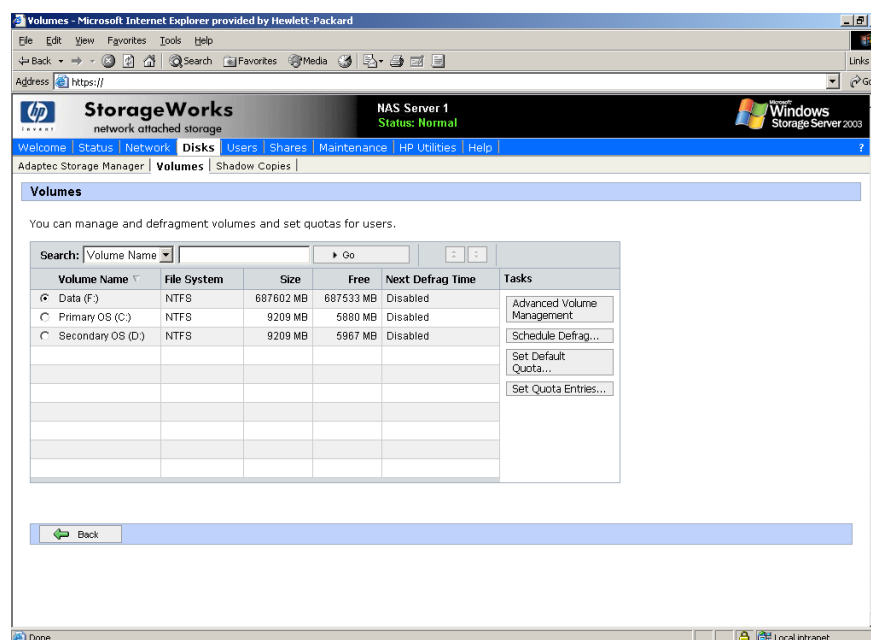 Volumes - Microsoft Internet Explorer provided by Hewlett-Packard
File Edit View Favorites Tools Help
Back Search Favorites Media
Links
Address https://
hp
invent
StorageWorks
network attached storage
NAS Server 1
Status: Normal
Microsoft
Windows
Storage Server 2003
Welcome | Status | Network | Disks | Users | Shares | Maintenance | HP Utilities | Help | ?
Adaptec Storage Manager | Volumes | Shadow Copies |
Volumes
You can manage and defragment volumes and set quotas for users.
Search: Volume Name Go
Volume Name File System Size Free Next Defrag Time Tasks
Data (F:) NTFS 687602 MB 687533 MB Disabled
Primary OS (C:) NTFS 9209 MB 5880 MB Disabled
Secondary OS (D:) NTFS 9209 MB 5967 MB Disabled
Advanced Volume
Management
Schedule Defrag...
Set Default
Quota...
Set Quota Entries...
Back
Done
Local intranet